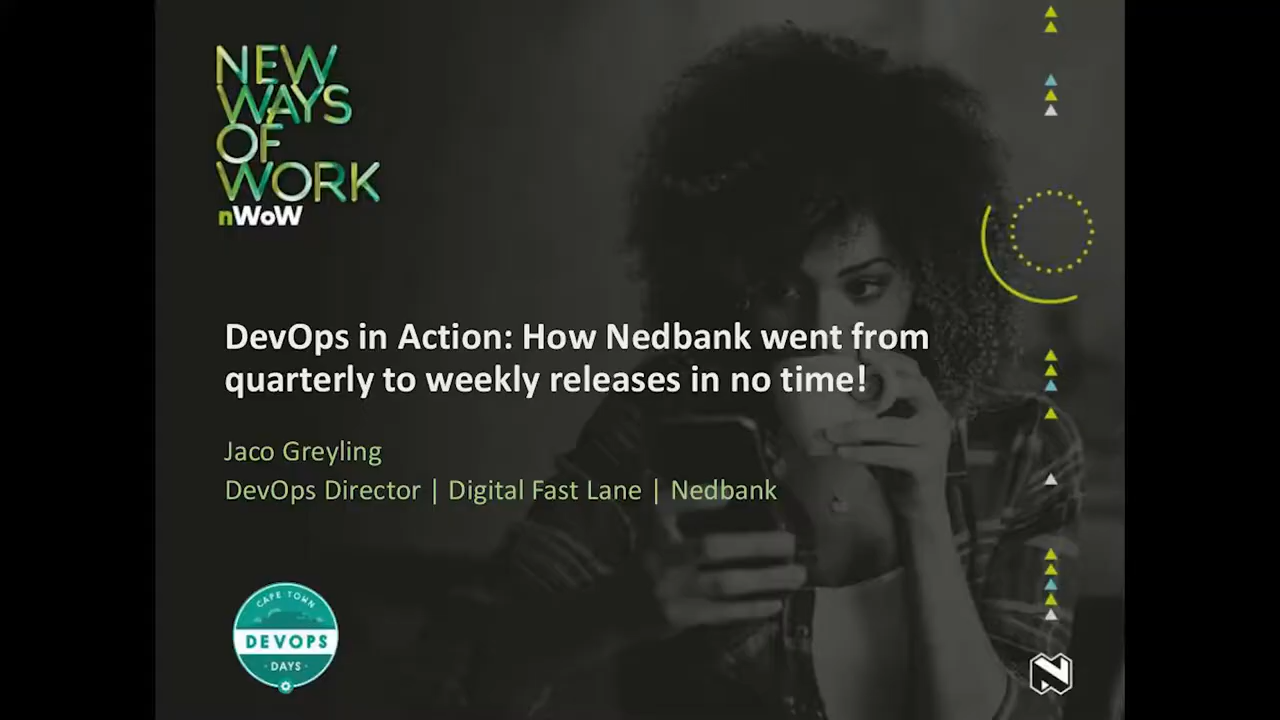 NEW
WAYS
OF
WORK
nWoW
DevOps in Action: How Nedbank went from
quarterly to weekly releases in no time!
Jaco Greyling
DevOps Director | Digital Fast Lane | Nedbank
CAPE TOWN
DEVOPS
DAYS